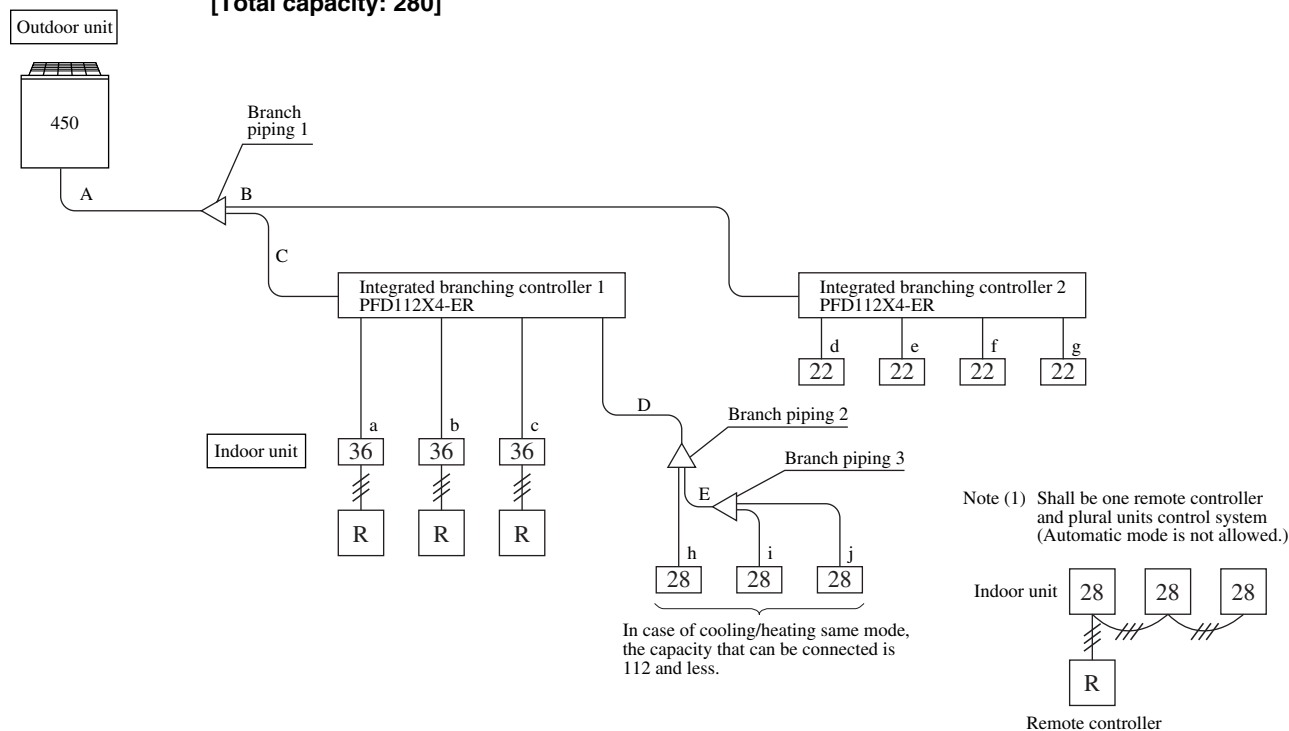 [Total capacity: 280]
Outdoor unit
450
Branch
piping 1
A
B
C
Integrated branching controller 1
PFD112X4-ER
Integrated branching controller 2
PFD112X4-ER
d
e
f
g
22
22
22
22
D
Branch piping 2
a
b
c
Indoor unit
36
36
36
Branch piping 3
E
R
R
R
h
i
j
28
28
28
In case of cooling/heating same mode,
the capacity that can be connected is
112 and less.
Note (1) Shall be one remote controller
and plural units control system
(Automatic mode is not allowed.)
Indoor unit
28
28
28
R
Remote controller